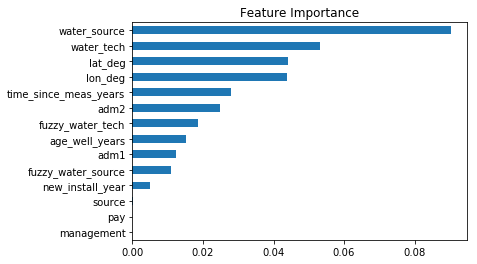 Feature Importance
water_source
water_tech
lat_deg
lon_deg
time_since_meas_years
adm2
fuzzy_water_tech
age_well_years
adm1
fuzzy_water_source
new_install_year
source
pay
management
0.00 0.02 0.04 0.06 0.08